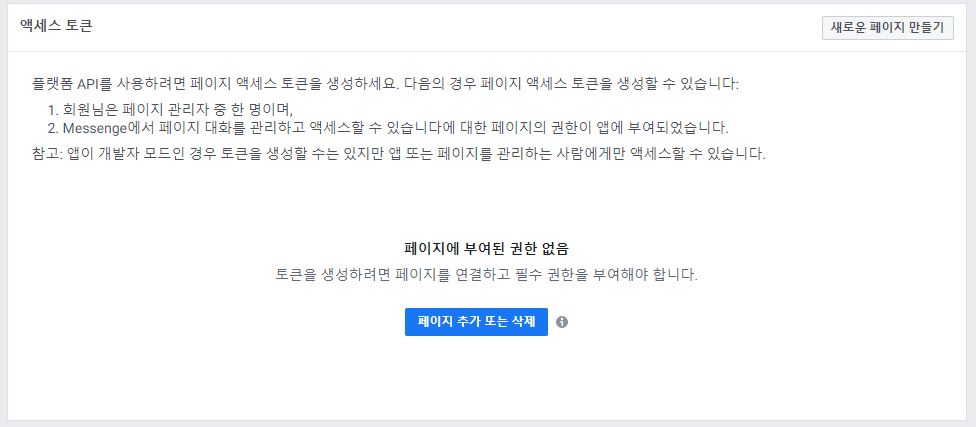 액세스 토큰
새로운 페이지 만들기
플랫폼 API를 사용하려면 페이지 액세스 토큰을 생성하세요. 다음의 경우 페이지 액세스 토큰을 생성할 수 있습니다:
1. 회원님은 페이지 관리자 중 한 명이며,
2. Messenge에서 페이지 대화를 관리하고 액세스할 수 있습니다에 대한 페이지의 권한이 앱에 부여되었습니다.
참고: 앱이 개발자 모드인 경우 토큰을 생성할 수는 있지만 앱 또는 페이지를 관리하는 사람에게만 액세스할 수 있습니다.
페이지에 부여된 권한 없음
토큰을 생성하려면 페이지를 연결하고 필수 권한을 부여해야 합니다.
페이지 추가 또는 삭제